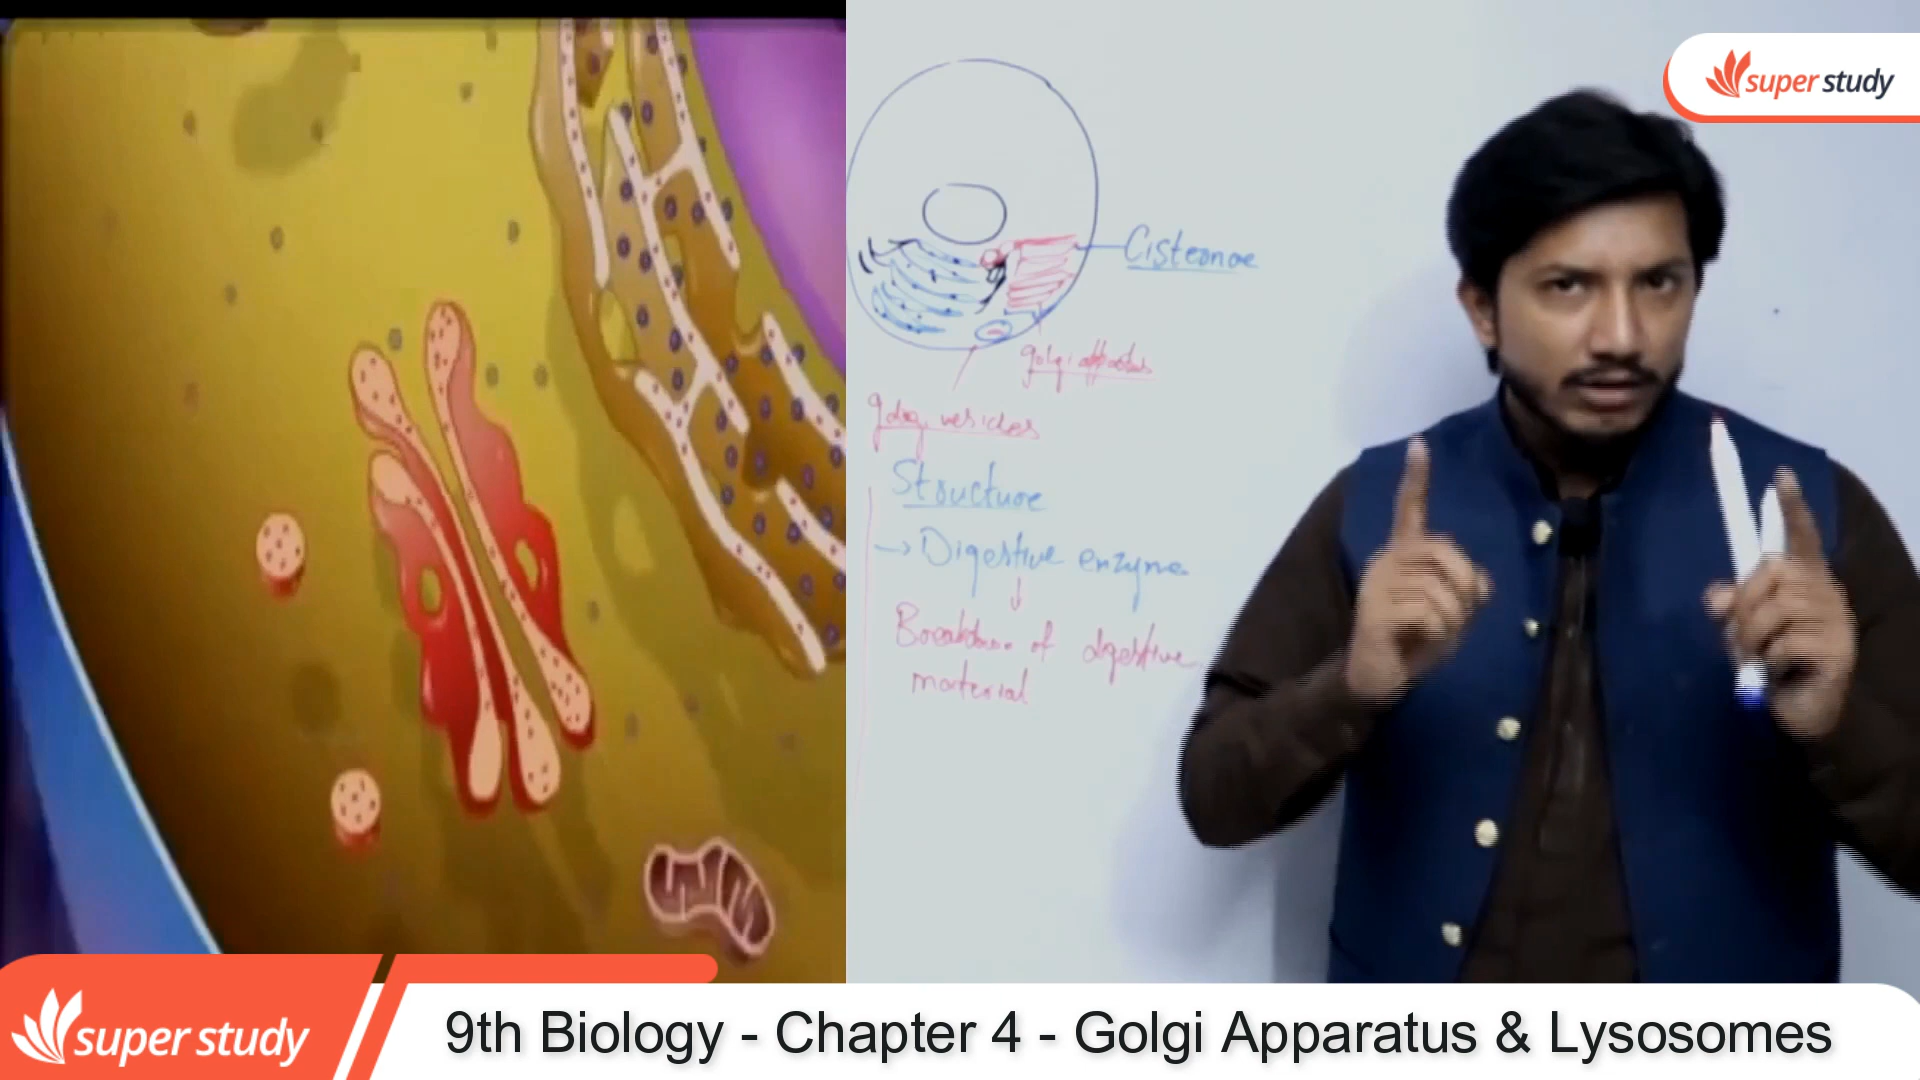 super study
Cisternae
golgi apparatus
golgi vesicles
Structure
→ Digestive enzyme
↓
Breakdown of digestive
material
super study
9th Biology - Chapter 4 - Golgi Apparatus & Lysosomes